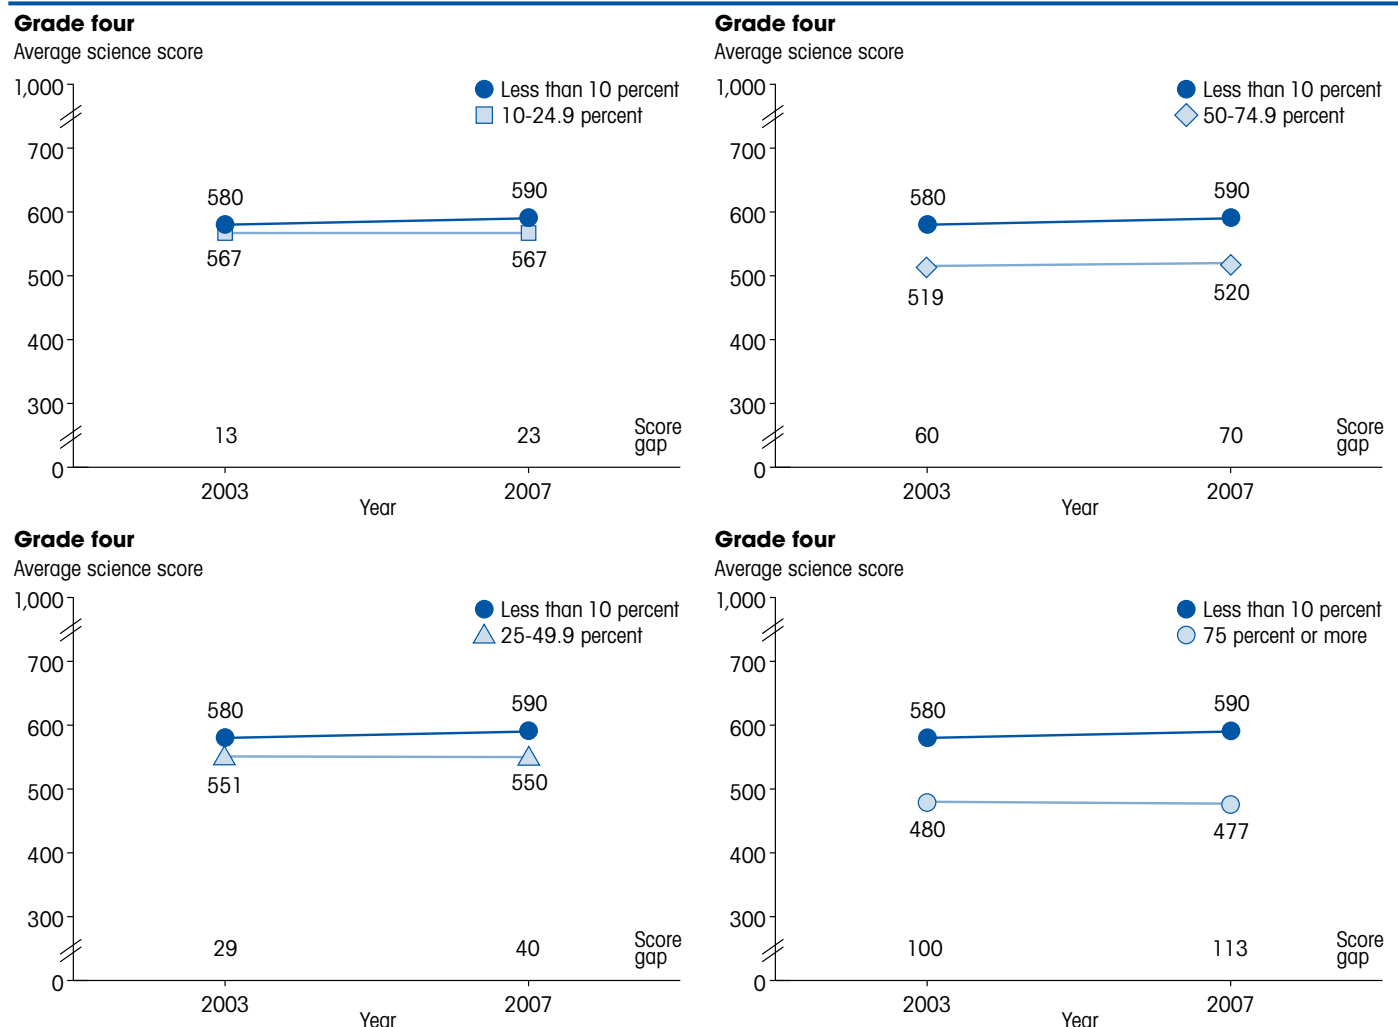 Grade four
Average science score
1,000
Less than 10 percent
10-24.9 percent
700
580
590
600
567
567
500
400
300
13
23
Score
gap
0
2003
2007
Year
Grade four
Average science score
1,000
Less than 10 percent
50-74.9 percent
700
580
590
600
500
519
520
400
300
60
70
Score
gap
0
2003
2007
Year
Grade four
Average science score
1,000
Less than 10 percent
25-49.9 percent
700
580
590
600
551
550
500
400
300
29
40
Score
gap
0
2003
2007
Year
Grade four
Average science score
1,000
Less than 10 percent
75 percent or more
700
580
590
600
500
480
477
400
300
100
113
Score
gap
0
2003
2007
Year